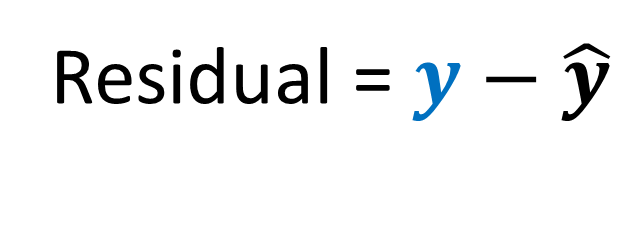 Residual = y − ŷ